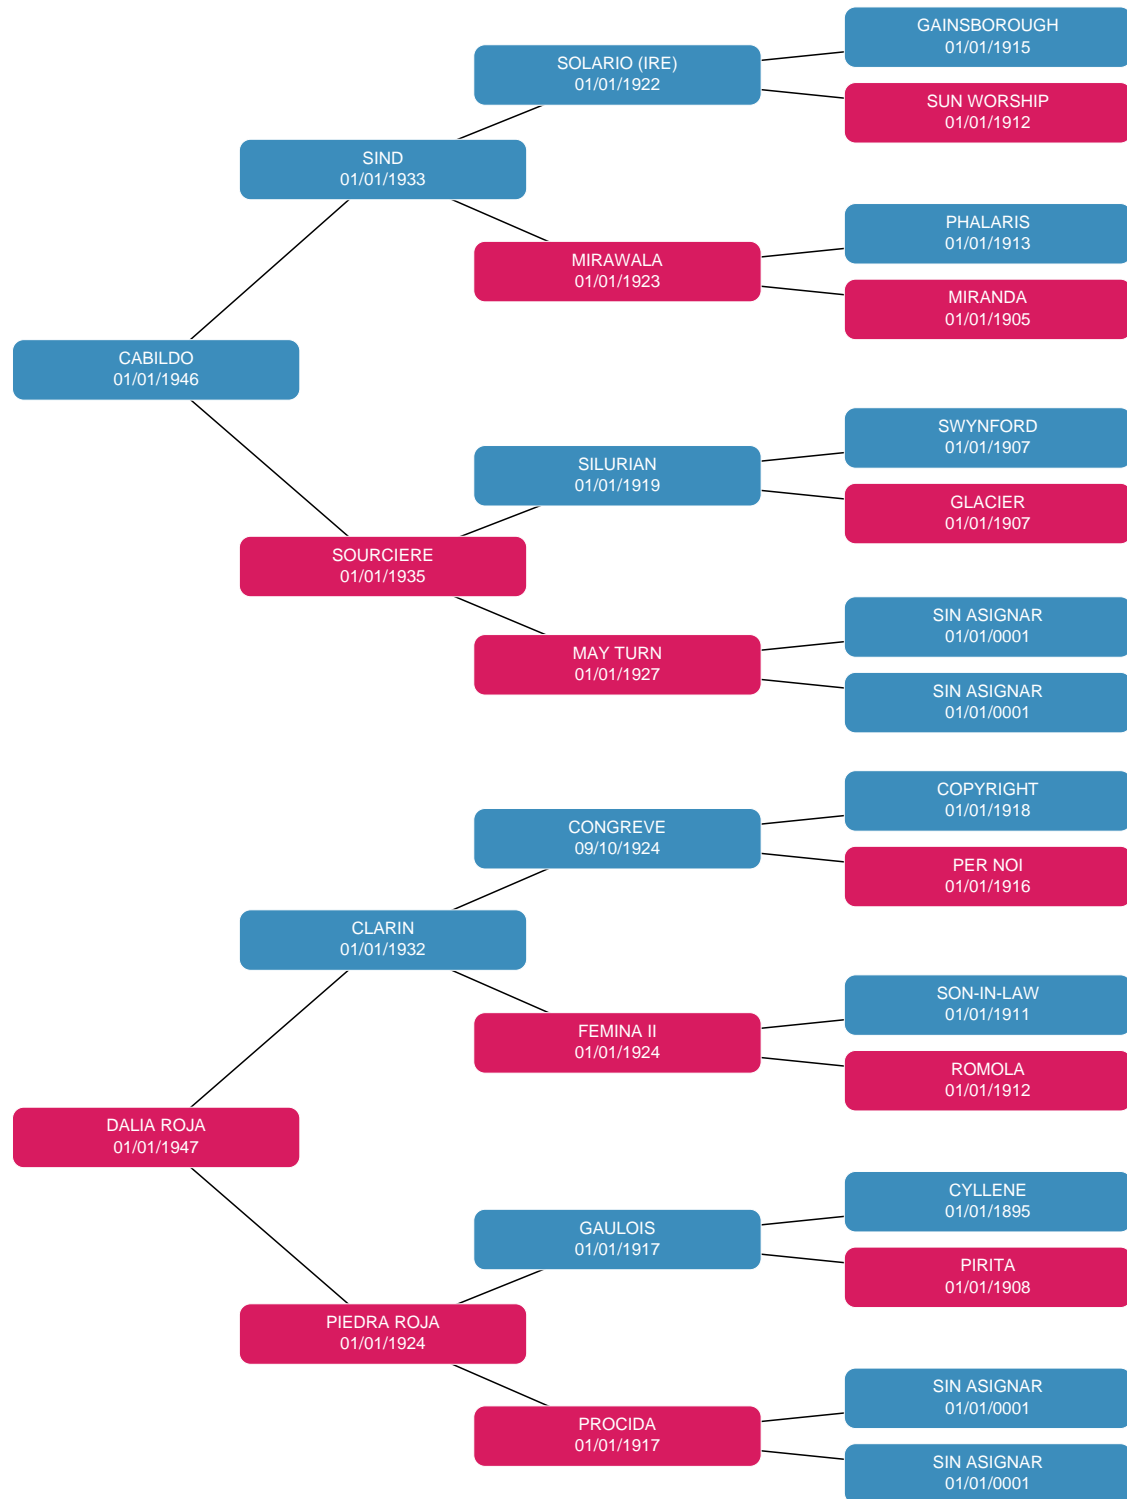 GAINSBOROUGH
01/01/1915
SOLARIO (IRE)
01/01/1922
SUN WORSHIP
01/01/1912
SIND
01/01/1933
PHALARIS
01/01/1913
MIRAWALA
01/01/1923
MIRANDA
01/01/1905
CABILDO
01/01/1946
SWYNFORD
01/01/1907
SILURIAN
01/01/1919
GLACIER
01/01/1907
SOURCIERE
01/01/1935
SIN ASIGNAR
01/01/0001
MAY TURN
01/01/1927
SIN ASIGNAR
01/01/0001
COPYRIGHT
01/01/1918
CONGREVE
09/10/1924
PER NOI
01/01/1916
CLARIN
01/01/1932
SON-IN-LAW
01/01/1911
FEMINA II
01/01/1924
ROMOLA
01/01/1912
DALIA ROJA
01/01/1947
CYLLENE
01/01/1895
GAULOIS
01/01/1917
PIRITA
01/01/1908
PIEDRA ROJA
01/01/1924
SIN ASIGNAR
01/01/0001
PROCIDA
01/01/1917
SIN ASIGNAR
01/01/0001